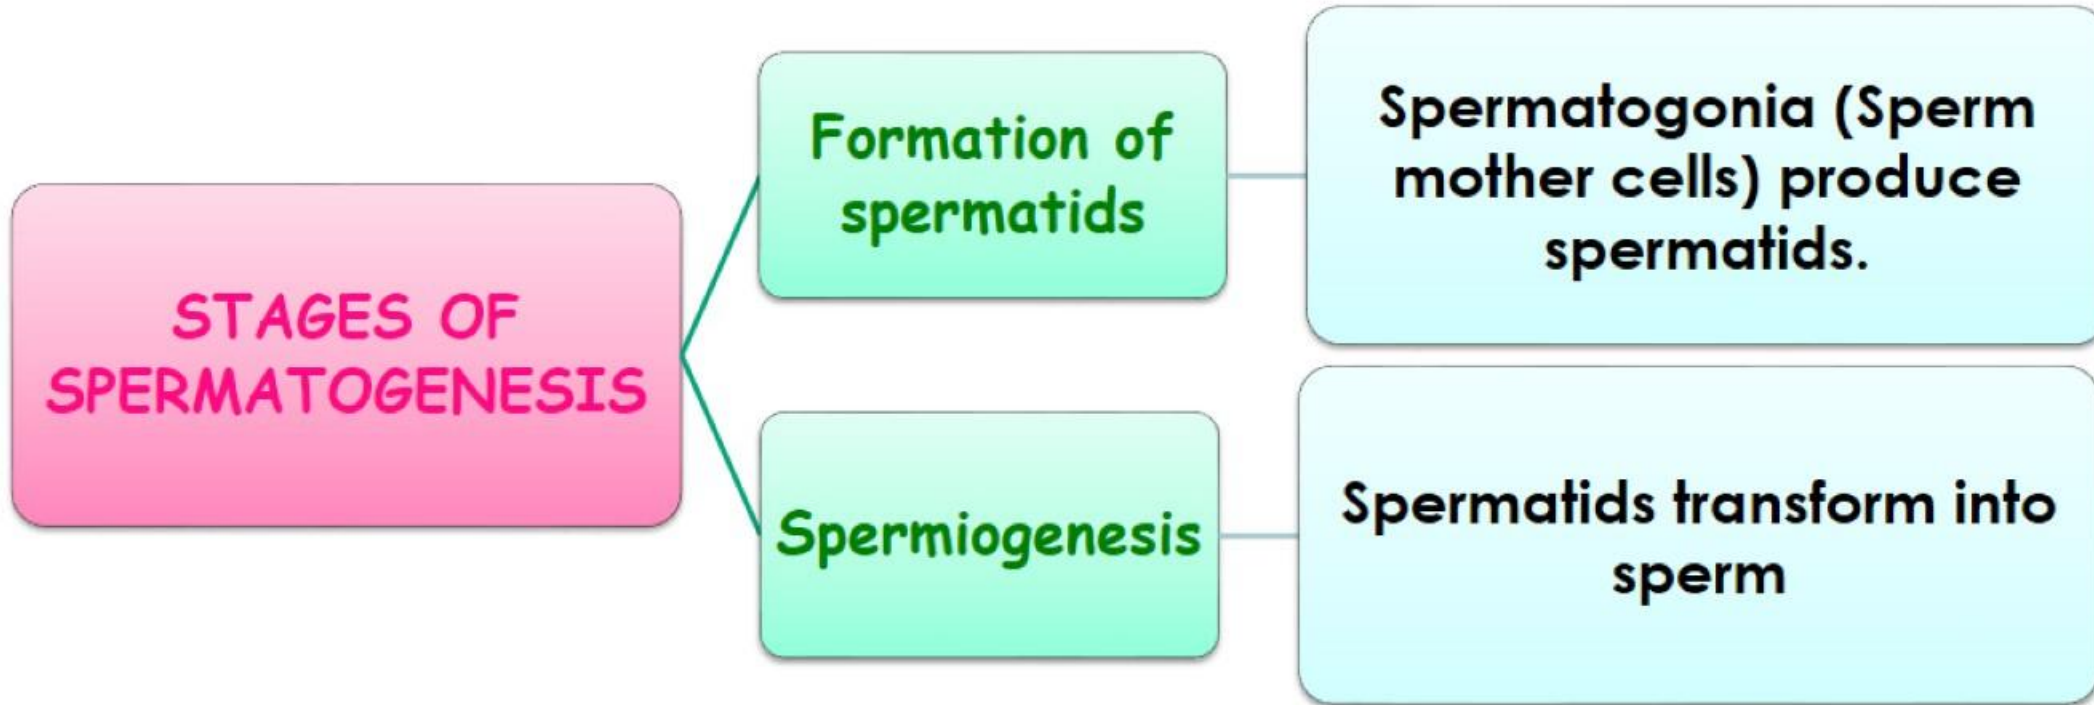 STAGES OF
SPERMATOGENESIS
Formation of
spermatids
Spermatogonia (Sperm
mother cells) produce
spermatids.
Spermiogenesis
Spermatids transform into
sperm